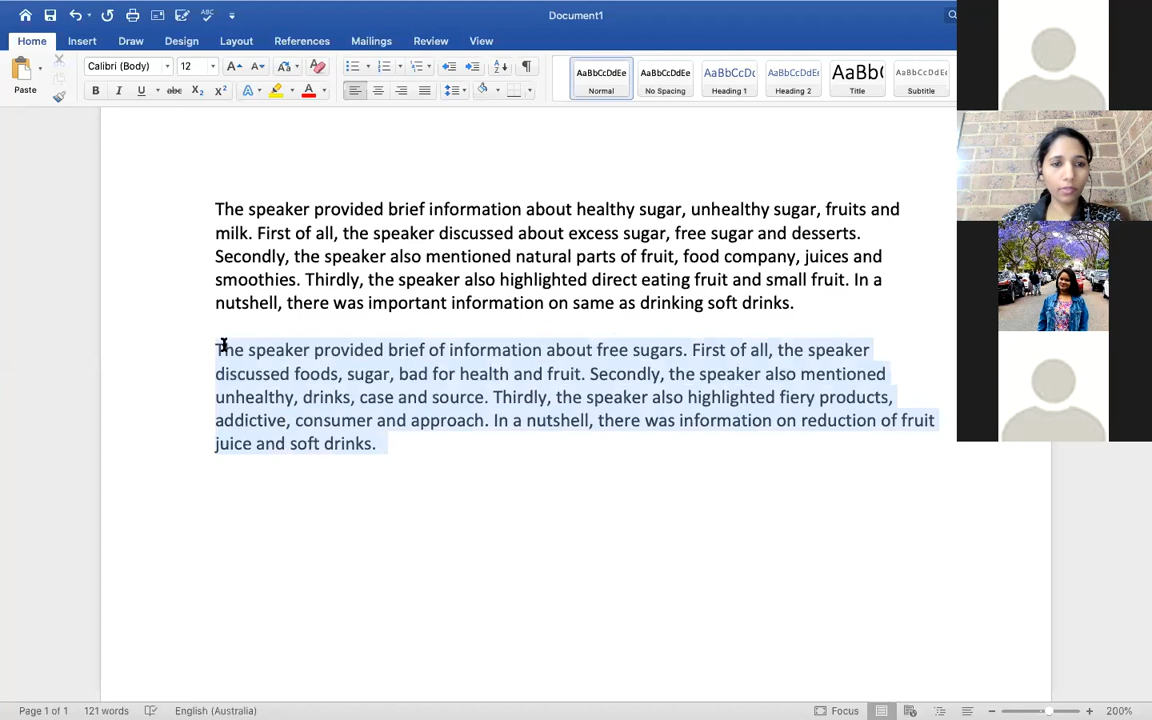 Document1
Home Insert Draw Design Layout References Mailings Review View
Paste
Calibri (Body) 12
B I U abc X₂ X² A A
AaBbCcDdEe AaBbCcDdEe AaBbCcDc AaBbCcDdEe AaBb( AaBbCcDdEe
Normal No Spacing Heading 1 Heading 2 Title Subtitle
The speaker provided brief information about healthy sugar, unhealthy sugar, fruits and
milk. First of all, the speaker discussed about excess sugar, free sugar and desserts.
Secondly, the speaker also mentioned natural parts of fruit, food company, juices and
smoothies. Thirdly, the speaker also highlighted direct eating fruit and small fruit. In a
nutshell, there was important information on same as drinking soft drinks.
The speaker provided brief of information about free sugars. First of all, the speaker
discussed foods, sugar, bad for health and fruit. Secondly, the speaker also mentioned
unhealthy, drinks, case and source. Thirdly, the speaker also highlighted fiery products,
addictive, consumer and approach. In a nutshell, there was information on reduction of fruit
juice and soft drinks.
Page 1 of 1 121 words English (Australia) Focus 200%